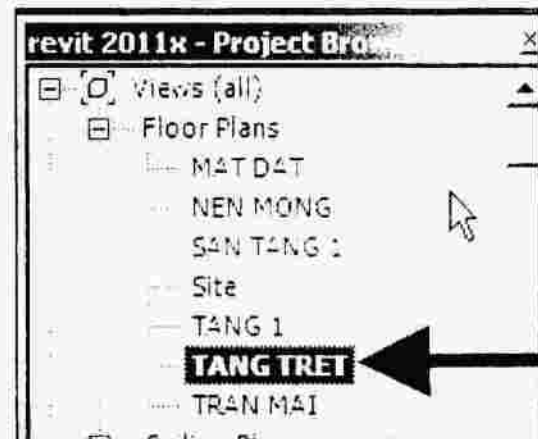 revit 2011x - Project Bro...
Views (all)
Floor Plans
MAT DAT
NEN MONG
SAN TANG 1
Site
TANG 1
TANG TRET
TRAN MAI